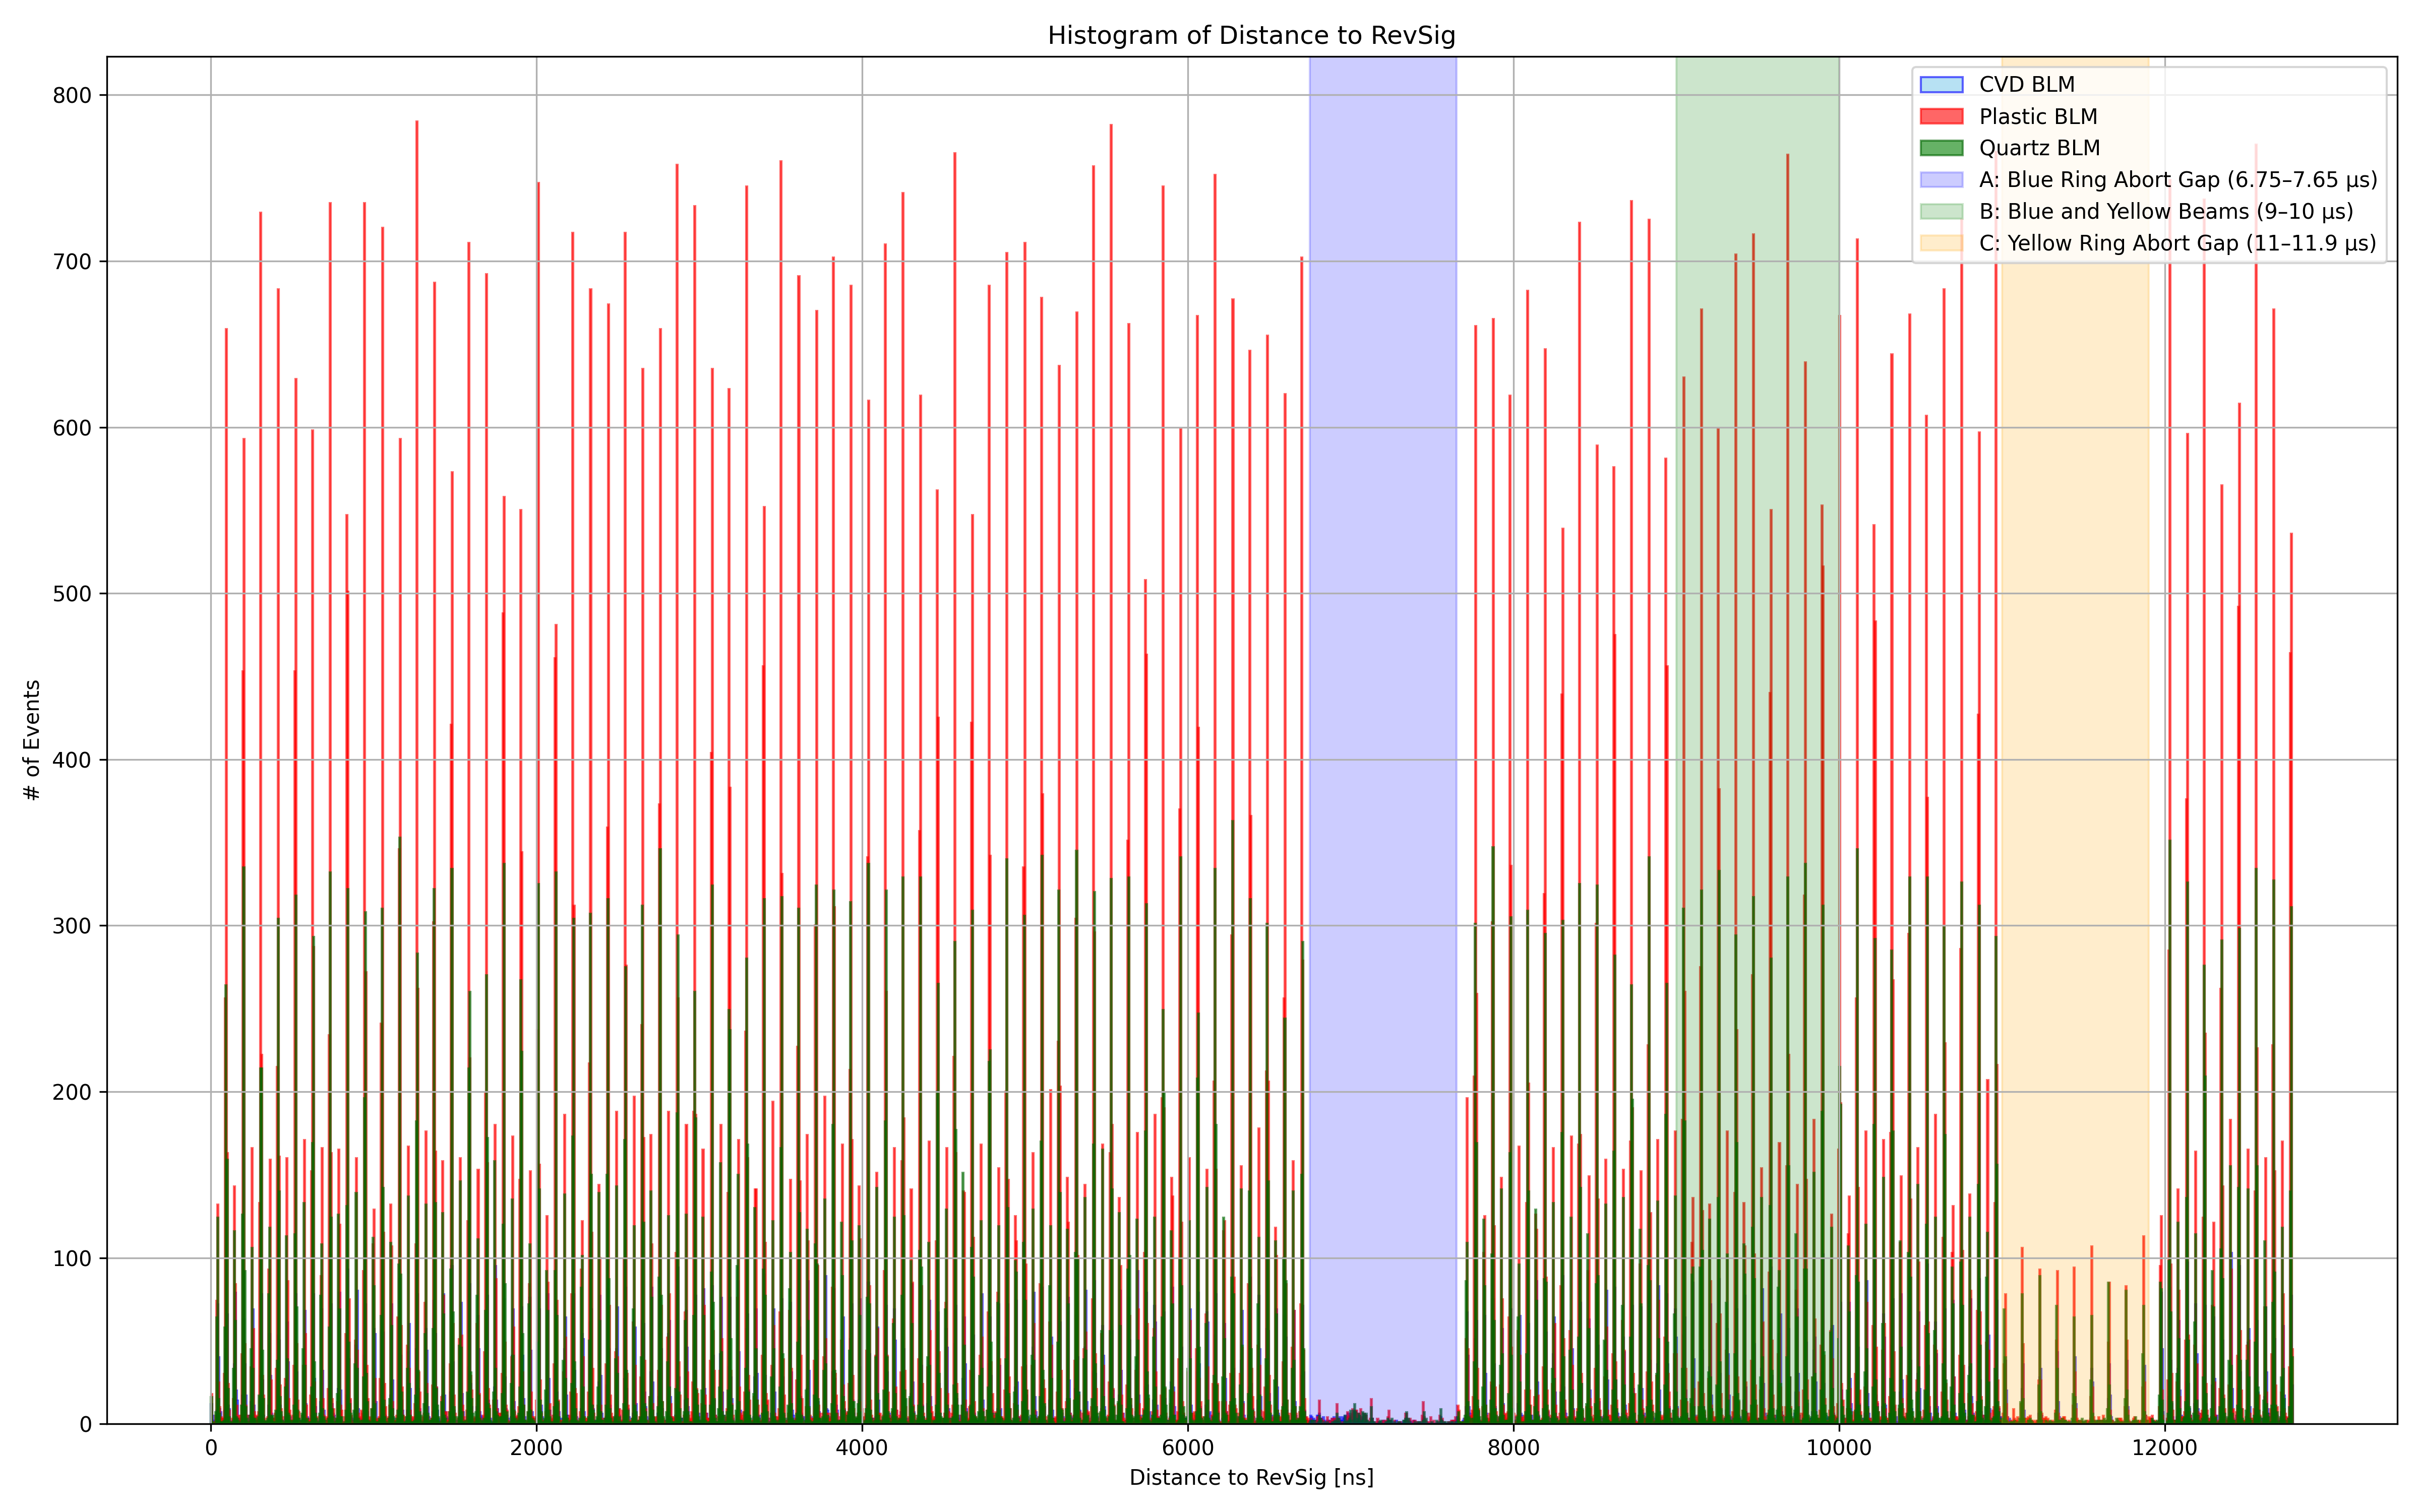 Histogram of Distance to RevSig
CVD BLM
Plastic BLM
Quartz BLM
A: Blue Ring Abort Gap (6.75–7.65 μs)
B: Blue and Yellow Beams (9–10 μs)
C: Yellow Ring Abort Gap (11–11.9 μs)
800
700
600
500
400
300
200
100
0
# of Events
0 2000 4000 6000 8000 10000 12000
Distance to RevSig [ns]